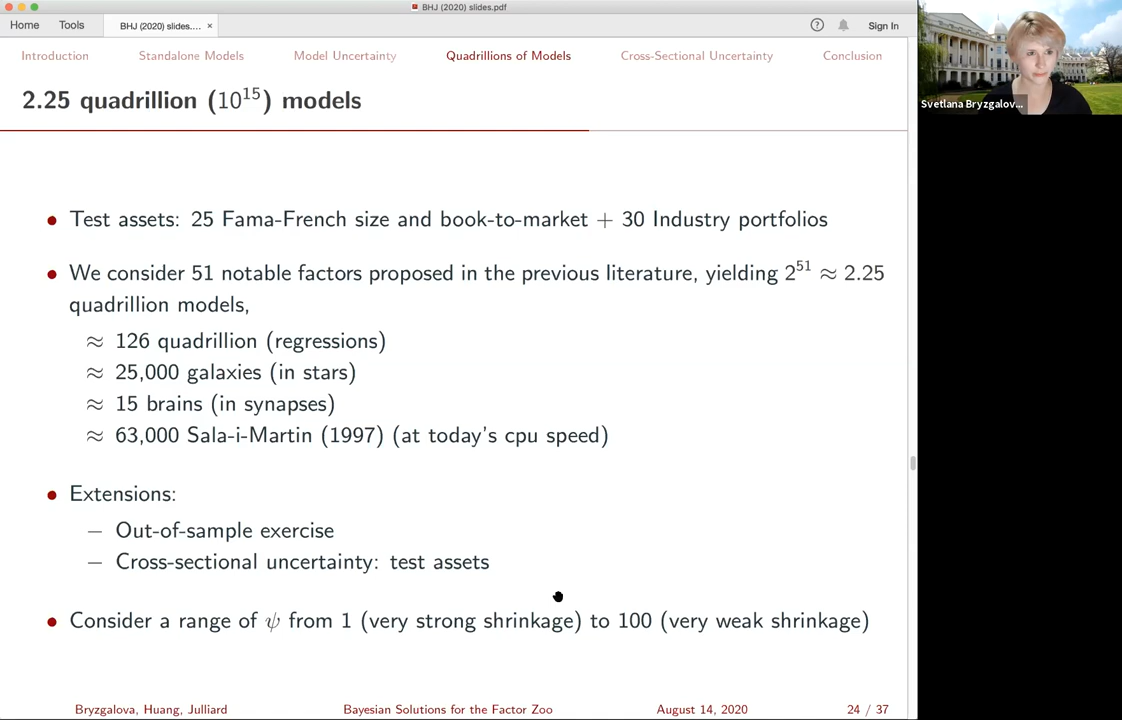 BHJ (2020) slides.pdf
Home Tools BHJ (2020) slides.... × Sign In
Introduction Standalone Models Model Uncertainty Quadrillions of Models Cross-Sectional Uncertainty Conclusion
2.25 quadrillion (10¹⁵) models
Svetlana Bryzgalov...
• Test assets: 25 Fama-French size and book-to-market + 30 Industry portfolios
• We consider 51 notable factors proposed in the previous literature, yielding 2⁵¹ ≈ 2.25
quadrillion models,
≈ 126 quadrillion (regressions)
≈ 25,000 galaxies (in stars)
≈ 15 brains (in synapses)
≈ 63,000 Sala-i-Martin (1997) (at today's cpu speed)
• Extensions:
– Out-of-sample exercise
– Cross-sectional uncertainty: test assets
• Consider a range of ψ from 1 (very strong shrinkage) to 100 (very weak shrinkage)
Bryzgalova, Huang, Julliard Bayesian Solutions for the Factor Zoo August 14, 2020 24 / 37